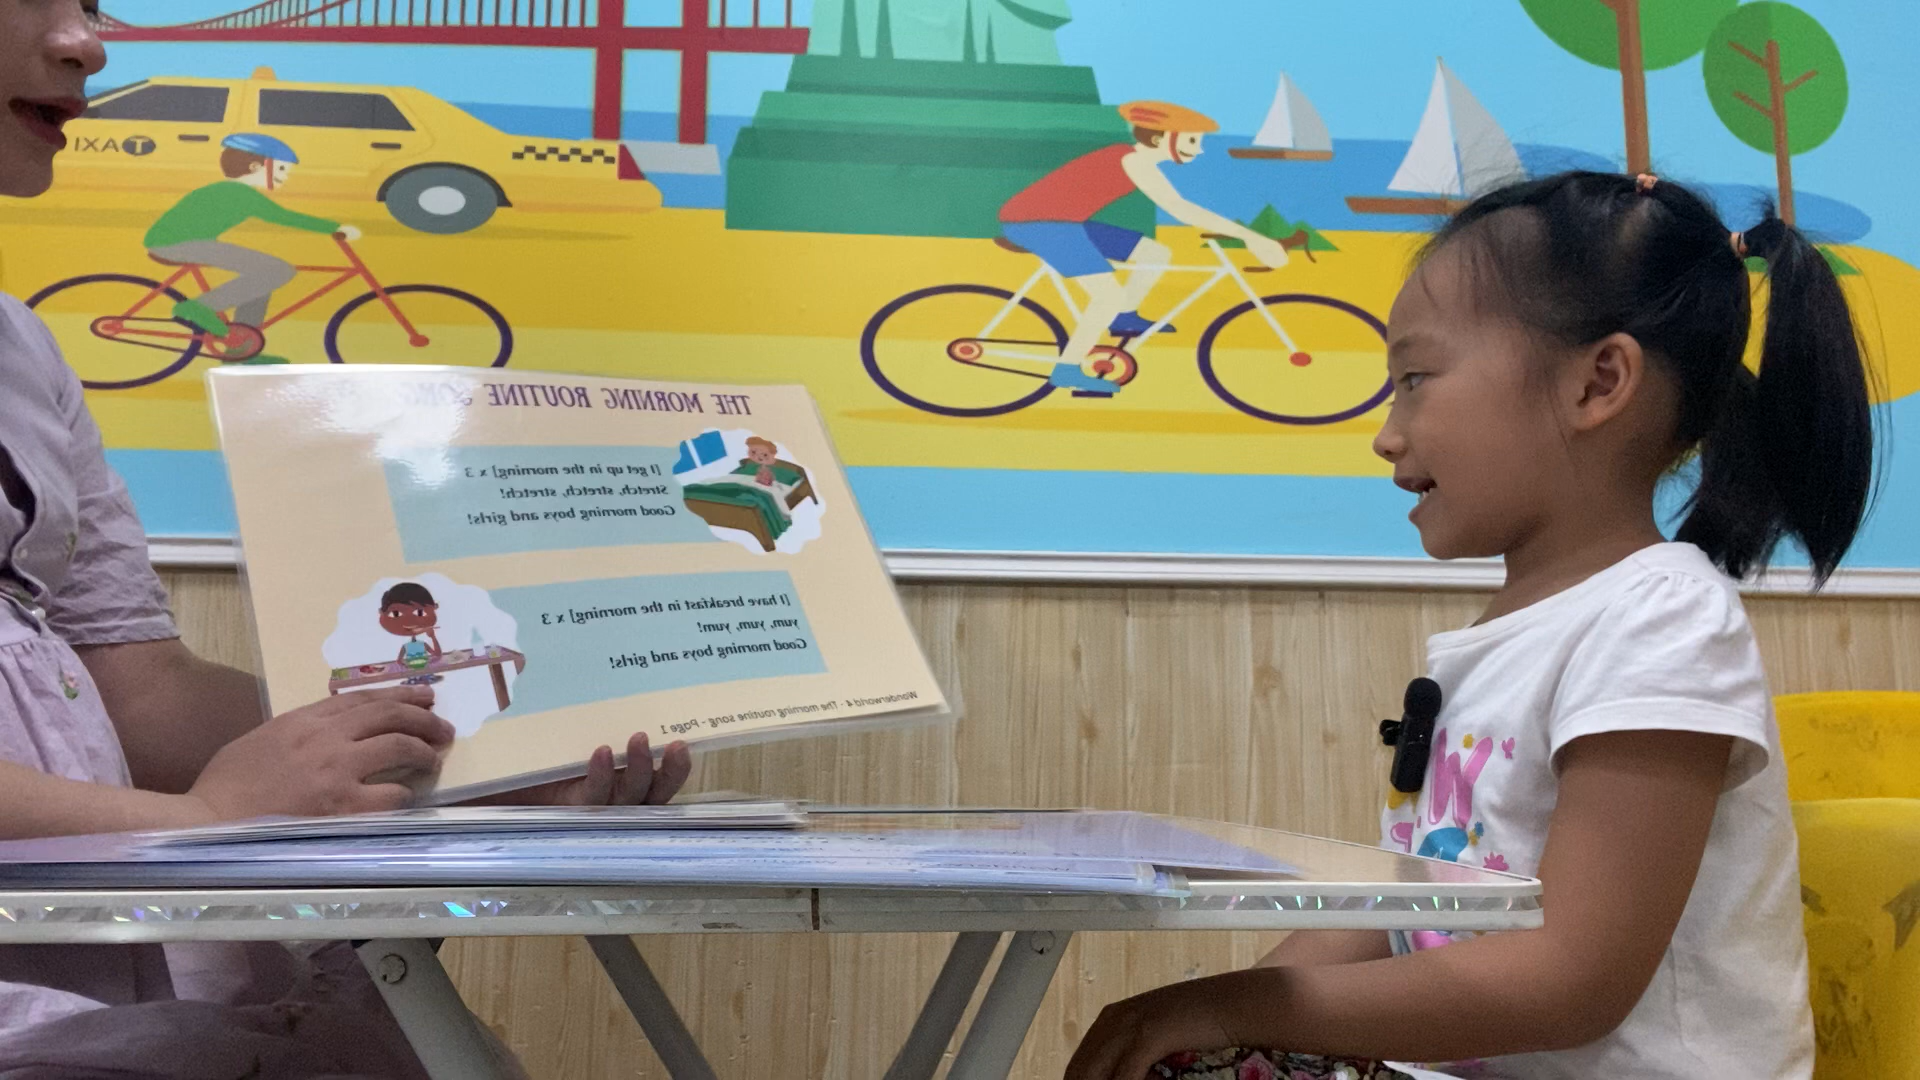 TAXI
THE MORNING ROUTINE SONG
[I get up in the morning] x 3
Stretch, stretch, stretch!
Good morning boys and girls!
[I have breakfast in the morning] x 3
yum, yum, yum!
Good morning boys and girls!
Wonderworld 4 - The morning routine song - Page 1